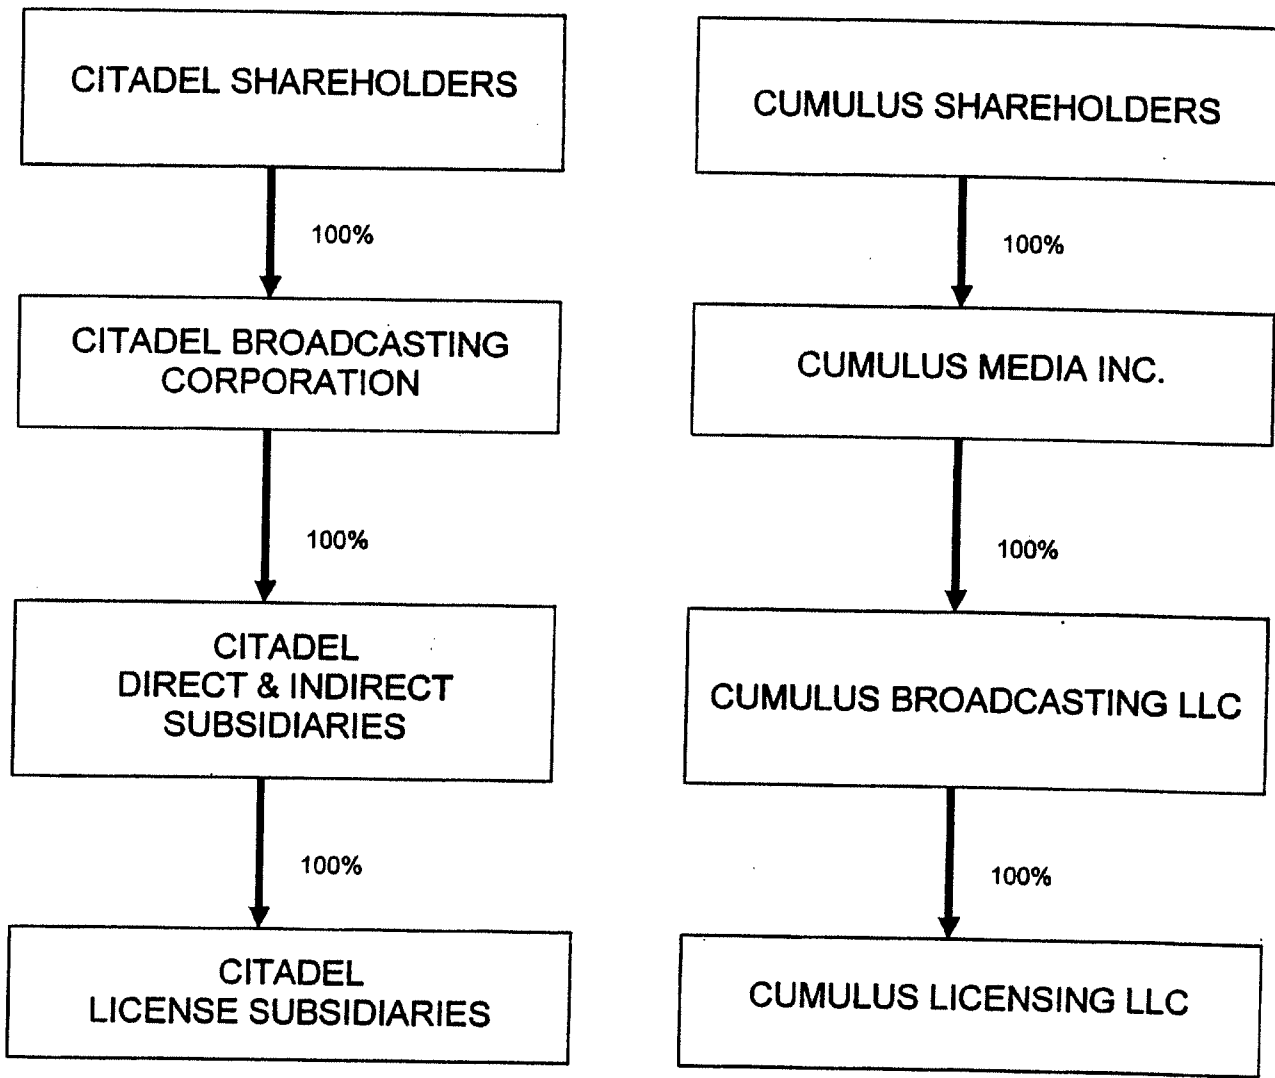 CITADEL SHAREHOLDERS
100%
CITADEL BROADCASTING
CORPORATION
100%
CITADEL
DIRECT & INDIRECT
SUBSIDIARIES
100%
CITADEL
LICENSE SUBSIDIARIES
CUMULUS SHAREHOLDERS
100%
CUMULUS MEDIA INC.
100%
CUMULUS BROADCASTING LLC
100%
CUMULUS LICENSING LLC